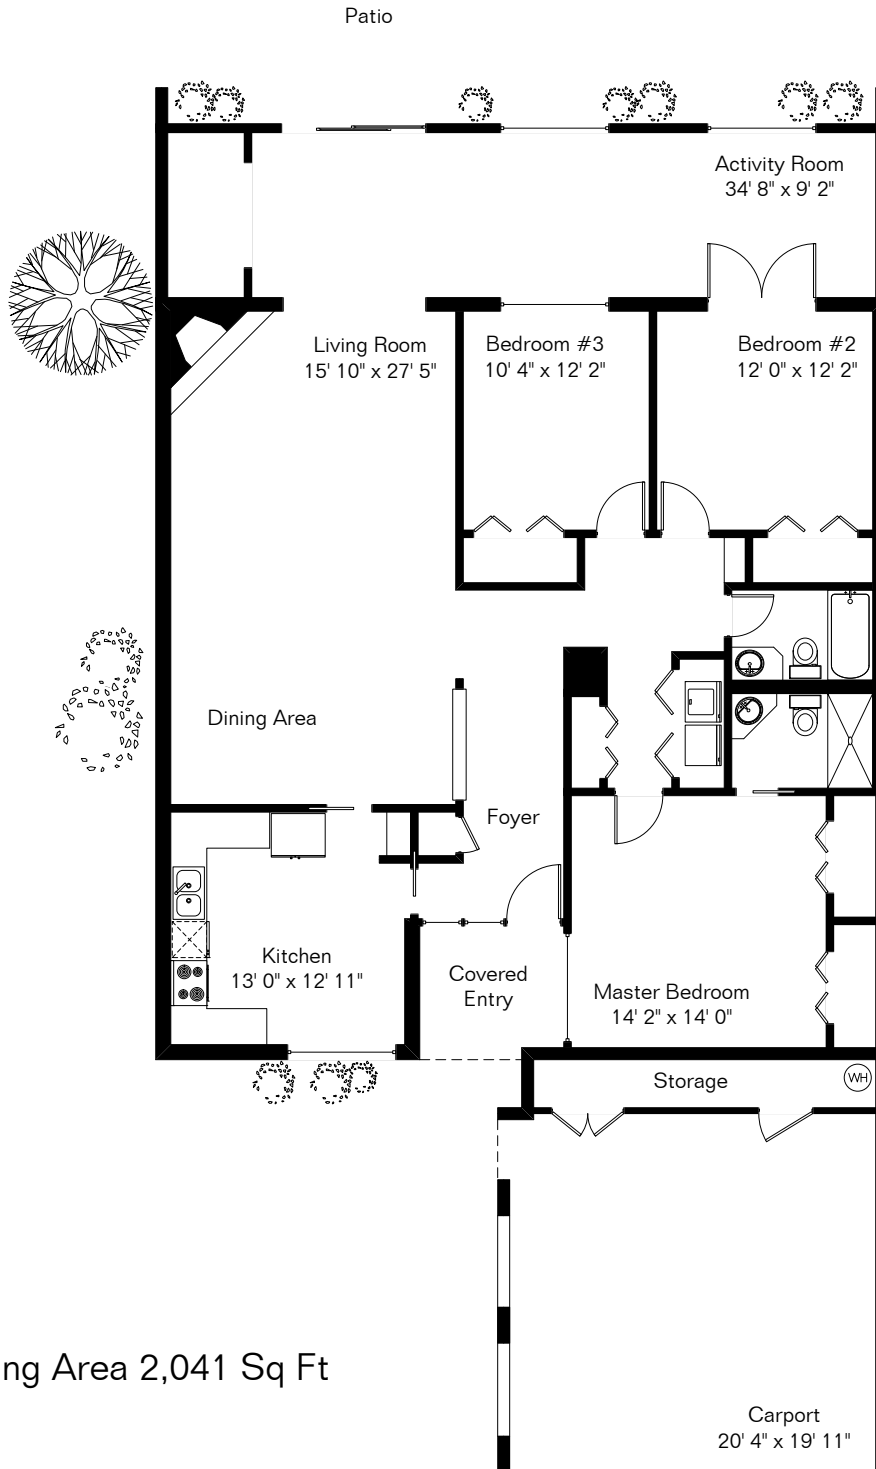 Patio
Activity Room
34' 8" x 9' 2"
Living Room
15' 10" x 27' 5"
Bedroom #3
10' 4" x 12' 2"
Bedroom #2
12' 0" x 12' 2"
Dining Area
Foyer
Kitchen
13' 0" x 12' 11"
Covered
Entry
Master Bedroom
14' 2" x 14' 0"
Storage
WH
ng Area 2,041 Sq Ft
Carport
20' 4" x 19' 11"